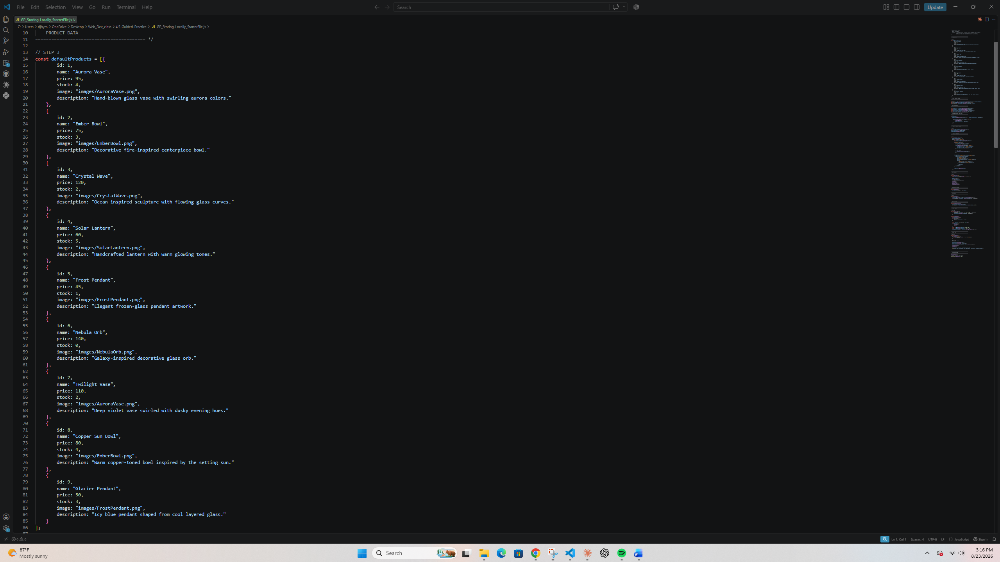 File Edit Selection View Go Run Terminal Help
Search
Update
JS GP_Storing-Locally_StarterFile.js U
C: > Users > djhym > OneDrive > Desktop > Web_Dev_class > 4.5-Guided-Practice > JS GP_Storing-Locally_StarterFile.js > ...
10 PRODUCT DATA
11 ========================================= */
12
13 // STEP 3
14 const defaultProducts = [{
15 id: 1,
16 name: "Aurora Vase",
17 price: 95,
18 stock: 4,
19 image: "images/AuroraVase.png",
20 description: "Hand-blown glass vase with swirling aurora colors."
21 },
22 {
23 id: 2,
24 name: "Ember Bowl",
25 price: 75,
26 stock: 3,
27 image: "images/EmberBowl.png",
28 description: "Decorative fire-inspired centerpiece bowl."
29 },
30 {
31 id: 3,
32 name: "Crystal Wave",
33 price: 120,
34 stock: 2,
35 image: "images/CrystalWave.png",
36 description: "Ocean-inspired sculpture with flowing glass curves."
37 },
38 {
39 id: 4,
40 name: "Solar Lantern",
41 price: 60,
42 stock: 5,
43 image: "images/SolarLantern.png",
44 description: "Handcrafted lantern with warm glowing tones."
45 },
46 {
47 id: 5,
48 name: "Frost Pendant",
49 price: 45,
50 stock: 1,
51 image: "images/FrostPendant.png",
52 description: "Elegant frozen-glass pendant artwork."
53 },
54 {
55 id: 6,
56 name: "Nebula Orb",
57 price: 140,
58 stock: 0,
59 image: "images/NebulaOrb.png",
60 description: "Galaxy-inspired decorative glass orb."
61 },
62 {
63 id: 7,
64 name: "Twilight Vase",
65 price: 110,
66 stock: 2,
67 image: "images/AuroraVase.png",
68 description: "Deep violet vase swirled with dusky evening hues."
69 },
70 {
71 id: 8,
72 name: "Copper Sun Bowl",
73 price: 80,
74 stock: 4,
75 image: "images/EmberBowl.png",
76 description: "Warm copper-toned bowl inspired by the setting sun."
77 },
78 {
79 id: 9,
80 name: "Glacier Pendant",
81 price: 50,
82 stock: 3,
83 image: "images/FrostPendant.png",
84 description: "Icy blue pendant shaped from cool layered glass."
85 }
86 ];
0 0 Ln 1, Col 1 Spaces: 4 UTF-8 LF {} JavaScript Sign In
87°F
Mostly sunny
Search
3:16 PM
8/23/2026